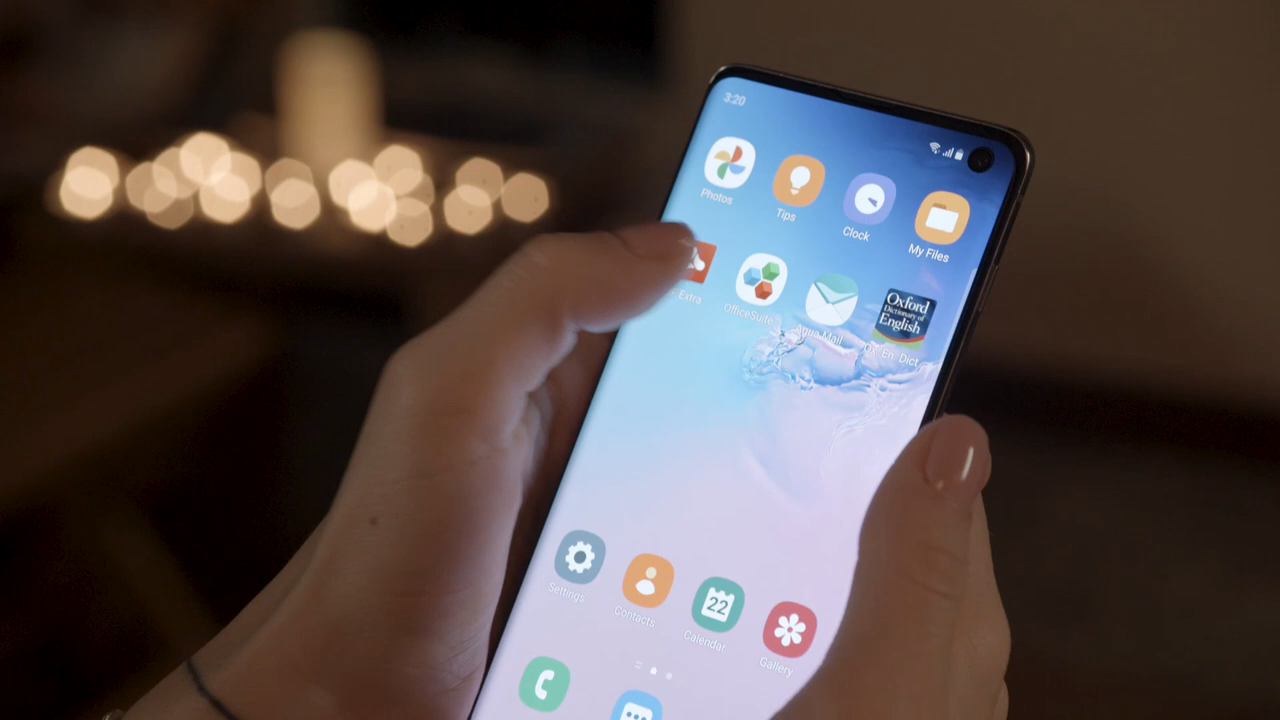 3:20
Photos
Tips
Clock
My Files
Extra
OfficeSuite
Aqua Mail
Oxford
Dictionary of
English
Ox. En. Dict.
Settings
Contacts
22
Calendar
Gallery